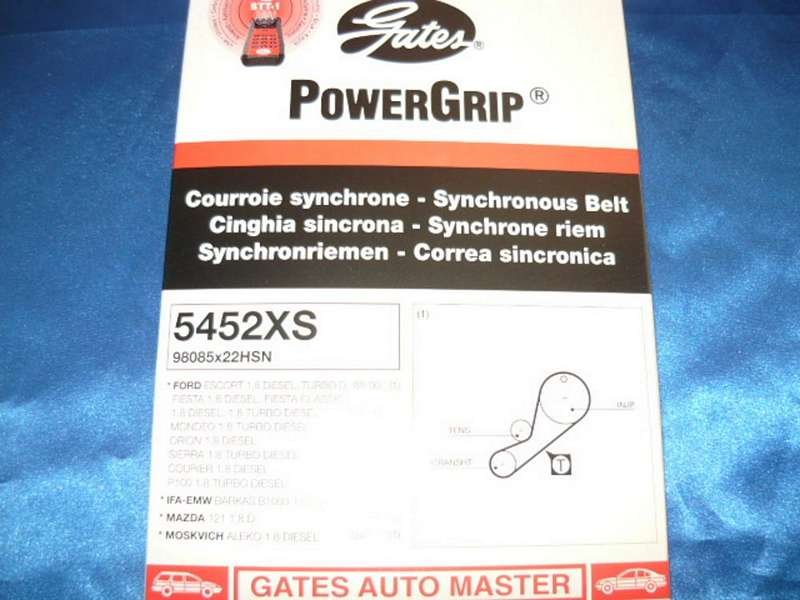 STT-1
Gates®
POWERGRIP®
Courroie synchrone - Synchronous Belt
Cinghia sincrona - Synchrone riem
Synchronriemen - Correa sincronica
5452XS
98085x22HSN
* FORD ESCORT 1.8 DIESEL, TURBO D. (1)
FIESTA 1.8 DIESEL, FIESTA CLASSIC
1.8 DIESEL, 1.8 TURBO DIESEL
MONDEO 1.8 TURBO DIESEL
ORION 1.8 DIESEL
SIERRA 1.8 TURBO DIESEL
COURIER 1.8 DIESEL
P100 1.8 TURBO DIESEL
* IFA-EMW BARKAS B1000
* MAZDA 121 1.8 D
* MOSKVICH ALEKO 1.8 DIESEL
(1)
INJP
TENS
CRANSHT
T
GATES AUTO MASTER